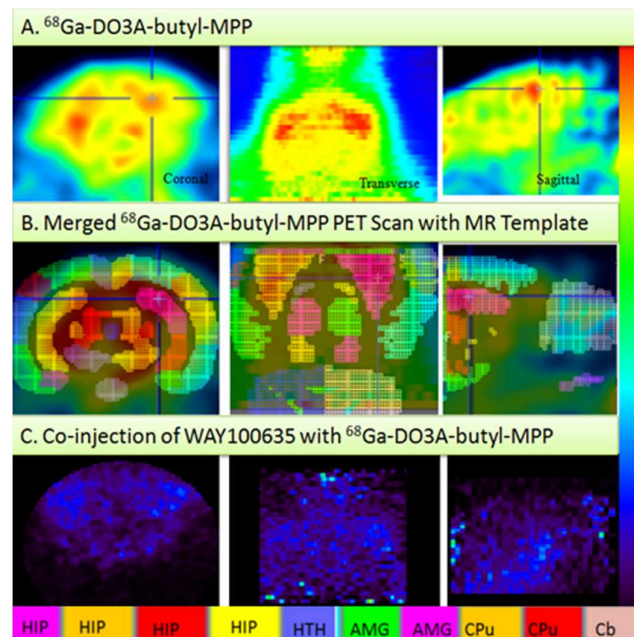 A. ⁶⁸Ga-DO3A-butyl-MPP
Coronal
Transverse
Sagittal
B. Merged ⁶⁸Ga-DO3A-butyl-MPP PET Scan with MR Template
C. Co-injection of WAY100635 with ⁶⁸Ga-DO3A-butyl-MPP
HIP HIP HIP HIP HTH AMG AMG CPu CPu Cb